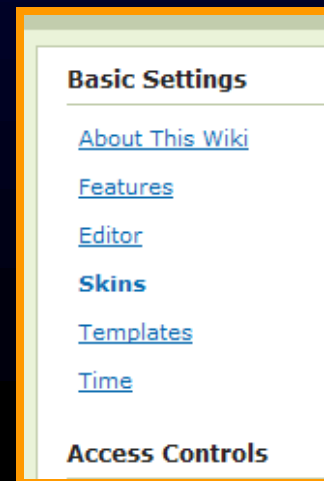 Basic Settings
About This Wiki
Features
Editor
Skins
Templates
Time
Access Controls